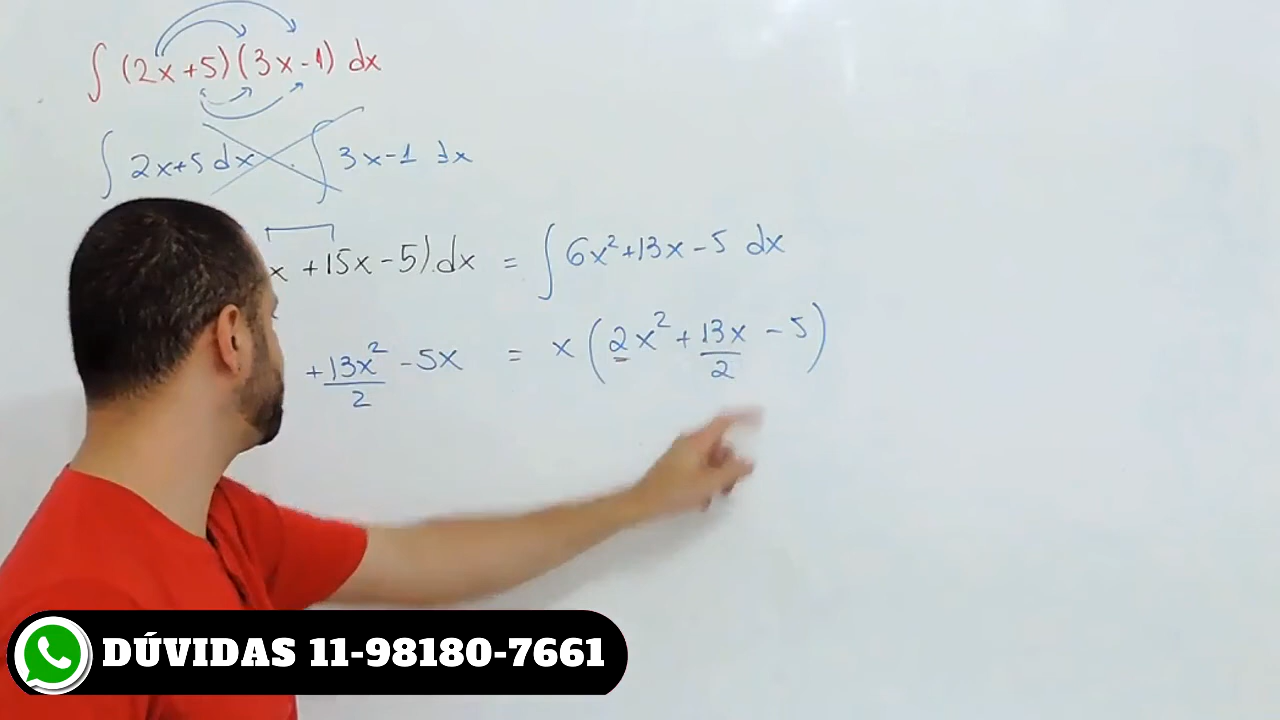 ∫ (2x+5)(3x-1) dx
∫ 2x+5 dx . ∫ 3x-1 dx
x +15x-5) dx = ∫ 6x²+13x-5 dx
+ 13x²/2 - 5x = x (2x² + 13x/2 - 5)
DÚVIDAS 11-98180-7661